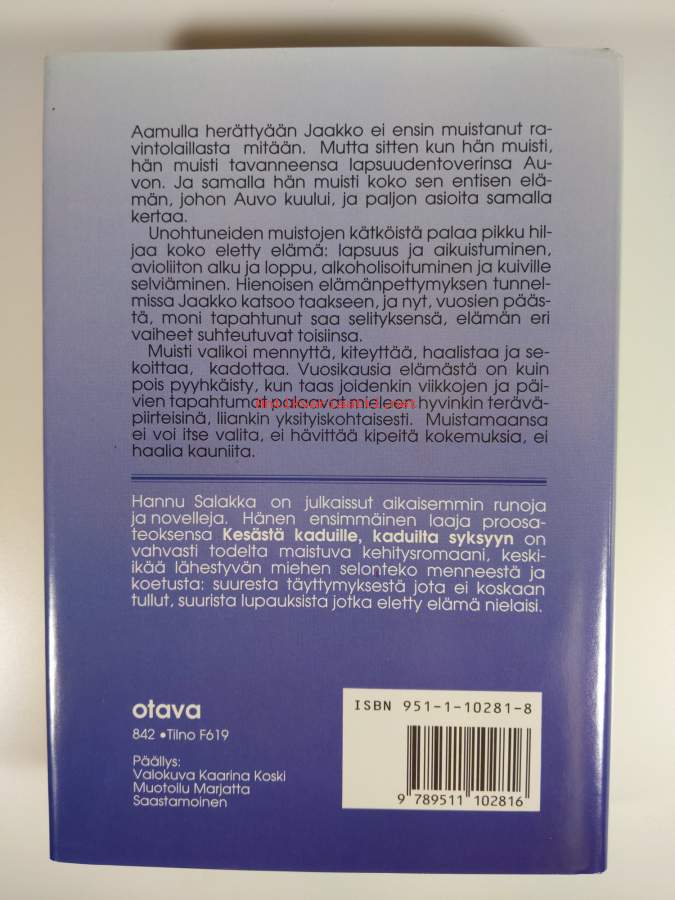 Aamulla herättyään Jaakko ei ensin muistanut ra-
vintolaillasta mitään. Mutta sitten kun hän muisti,
hän muisti tavanneensa lapsuudentoverinsa Au-
von. Ja samalla hän muisti koko sen entisen elä-
män, johon Auvo kuului, ja paljon asioita samalla
kertaa.
Unohtuneiden muistojen kätköistä palaa pikku hil-
jaa koko eletty elämä: lapsuus ja aikuistuminen,
avioliiton alku ja loppu, alkoholisoituminen ja kuiville
selviäminen. Hienoisen elämänpettymyksen tunnel-
missa Jaakko katsoo taakseen, ja nyt, vuosien pääs-
tä, moni tapahtunut saa selityksensä, elämän eri
vaiheet suhteutuvat toisiinsa.
Muisti valikoi mennyttä, kiteyttää, haalistaa ja se-
koittaa, kadottaa. Vuosikausia elämästä on kuin
pois pyyhkäisty, kun taas joidenkin viikkojen ja päi-
vien tapahtumat palaavat mieleen hyvinkin terävä-
piirteisinä, liiankin yksityiskohtaisesti. Muistamaansa
ei voi itse valita, ei hävittää kipeitä kokemuksia, ei
haalia kauniita.
Hannu Salakka on julkaissut aikaisemmin runoja
ja novelleja. Hänen ensimmäinen laaja proosa-
teoksensa Kesästä kaduille, kaduilta syksyyn on
vahvasti todelta maistuva kehitysromaani, keski-
ikää lähestyvän miehen selonteko menneestä ja
koetusta: suuresta täyttymyksestä jota ei koskaan
tullut, suurista lupauksista jotka eletty elämä nielaisi.
otava
842 • Tilno F619
Päällys:
Valokuva Kaarina Koski
Muotoilu Marjatta
Saastamoinen
ISBN 951-1-10281-8
9 789511 102816